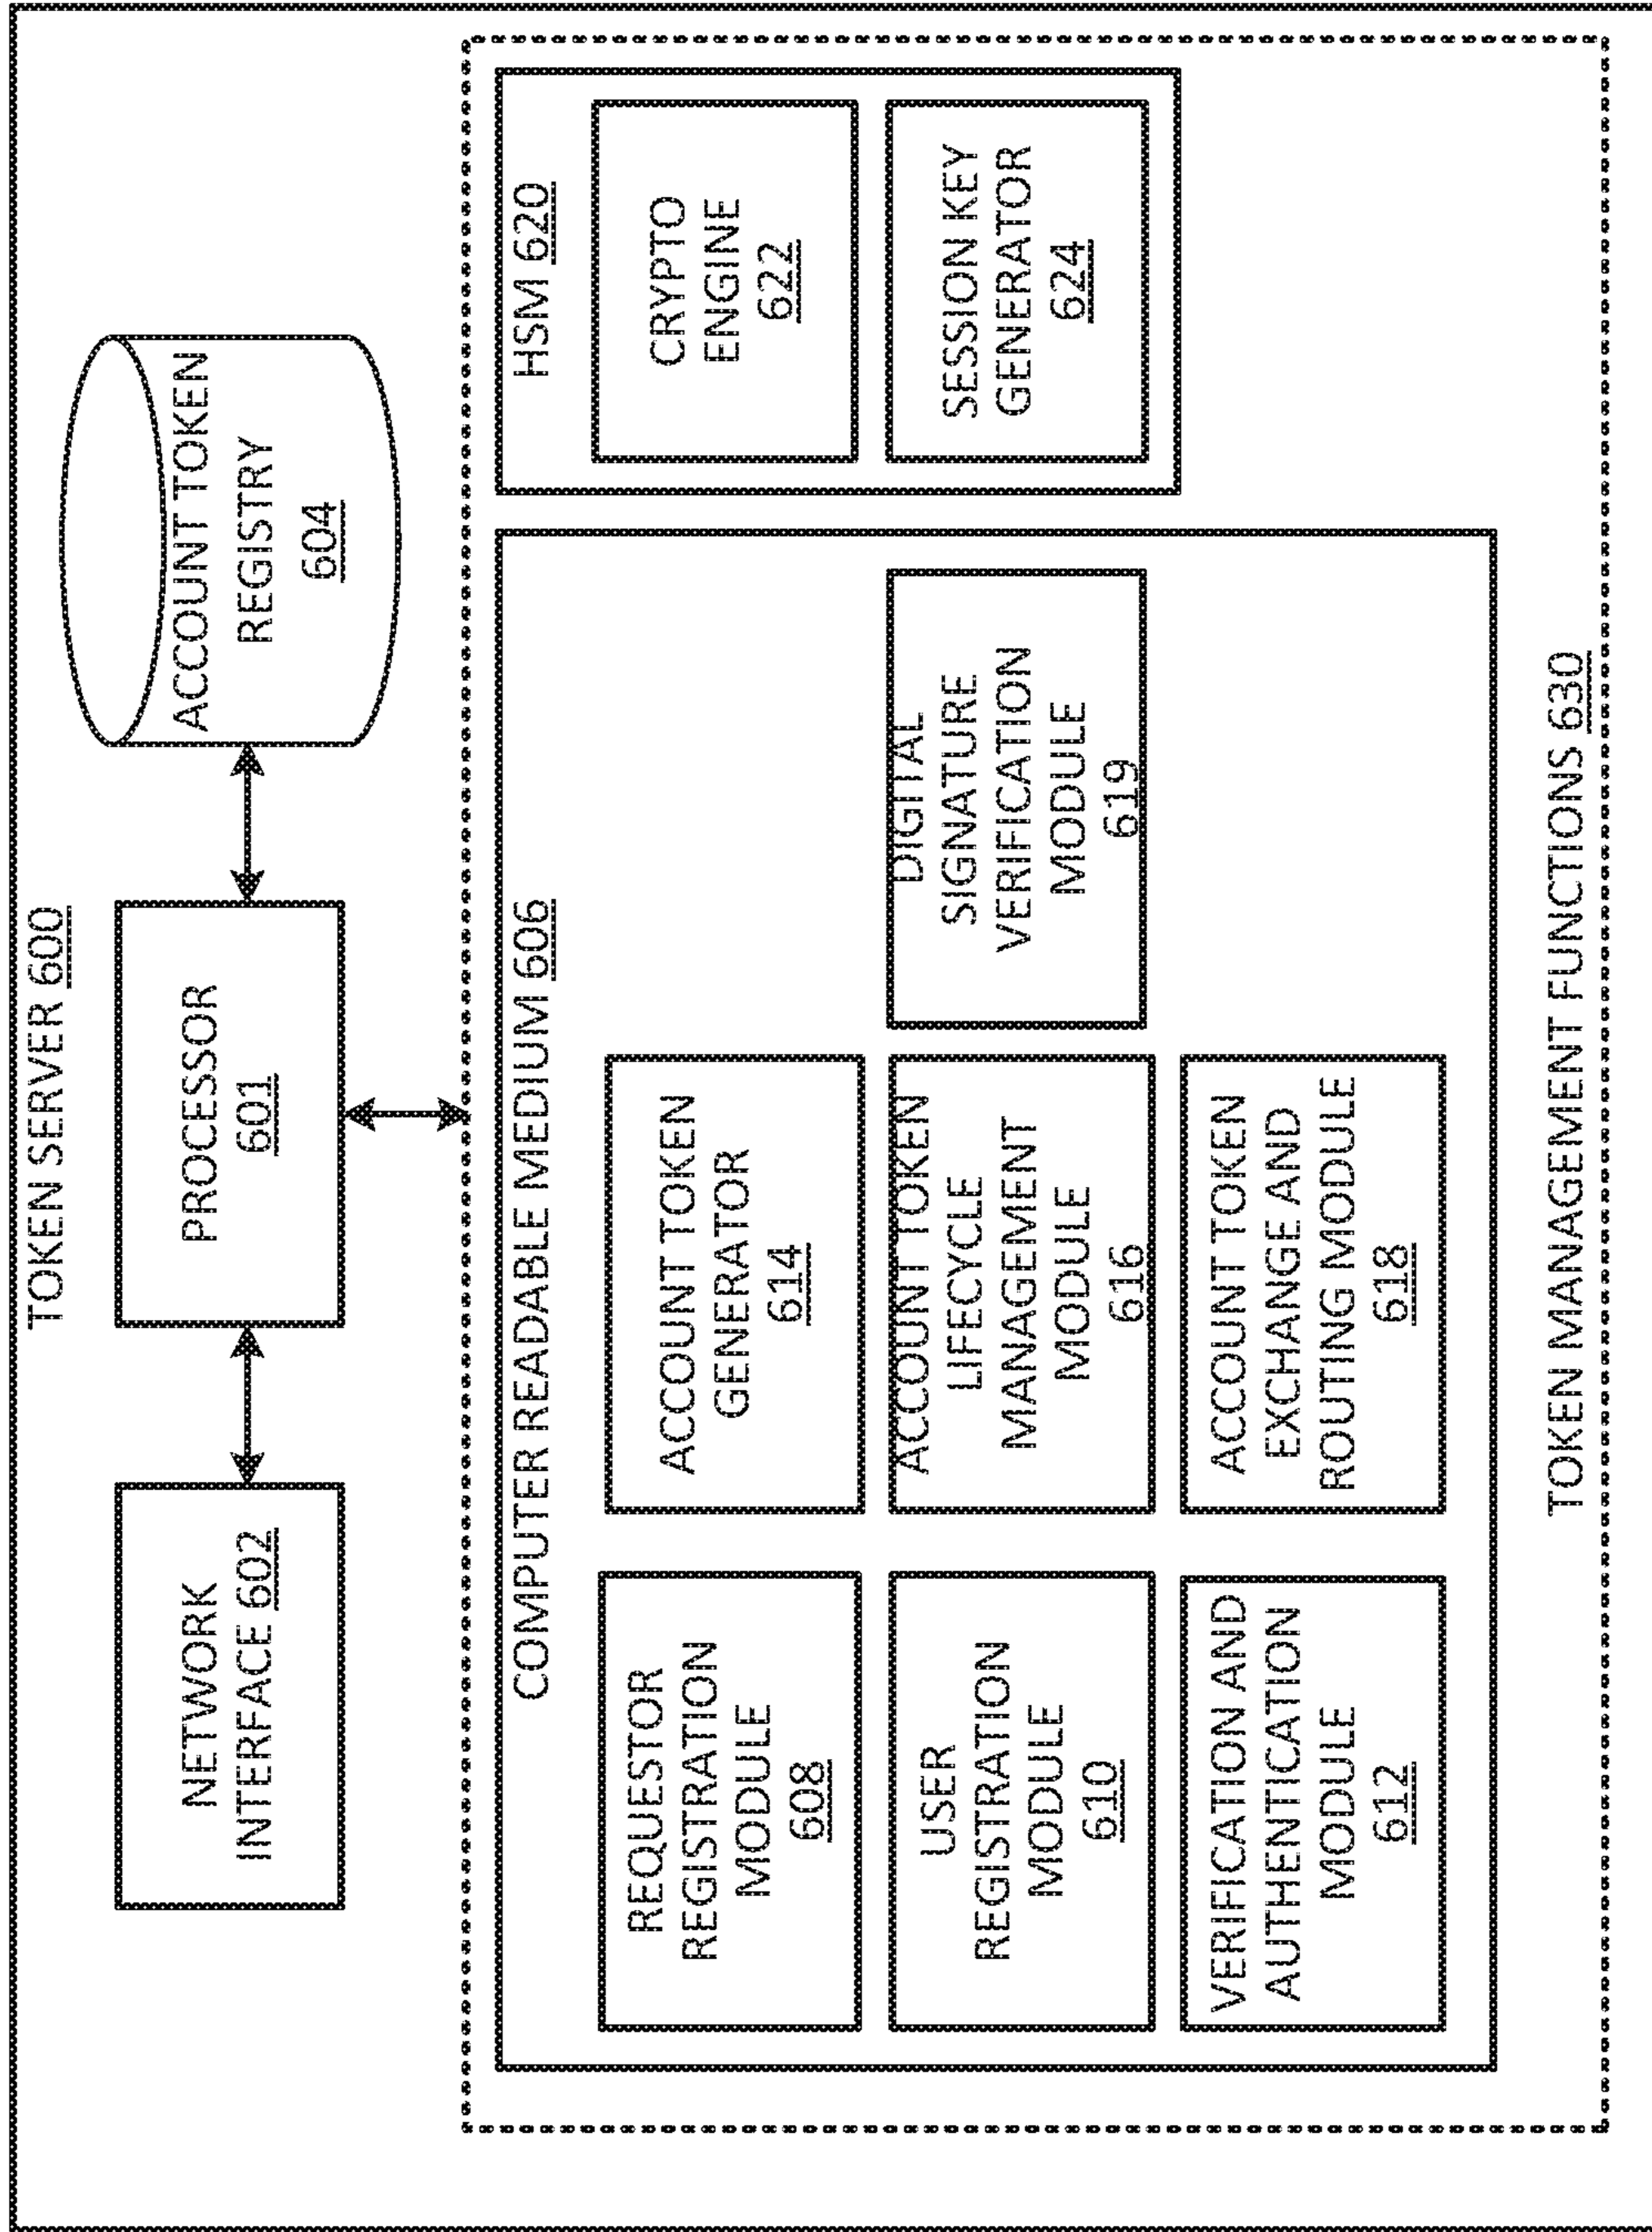 TOKEN SERVER 600
NETWORK
INTERFACE 602
PROCESSOR
601
ACCOUNT TOKEN
REGISTRY
604
COMPUTER READABLE MEDIUM 606
REQUESTOR
REGISTRATION
MODULE
608
USER
REGISTRATION
MODULE
610
VERIFICATION AND
AUTHENTICATION
MODULE
612
ACCOUNT TOKEN
GENERATOR
614
ACCOUNT TOKEN
LIFECYCLE
MANAGEMENT
MODULE
616
ACCOUNT TOKEN
EXCHANGE AND
ROUTING MODULE
618
DIGITAL
SIGNATURE
VERIFICATION
MODULE
619
HSM 620
CRYPTO
ENGINE
622
SESSION KEY
GENERATOR
624
TOKEN MANAGEMENT FUNCTIONS 630